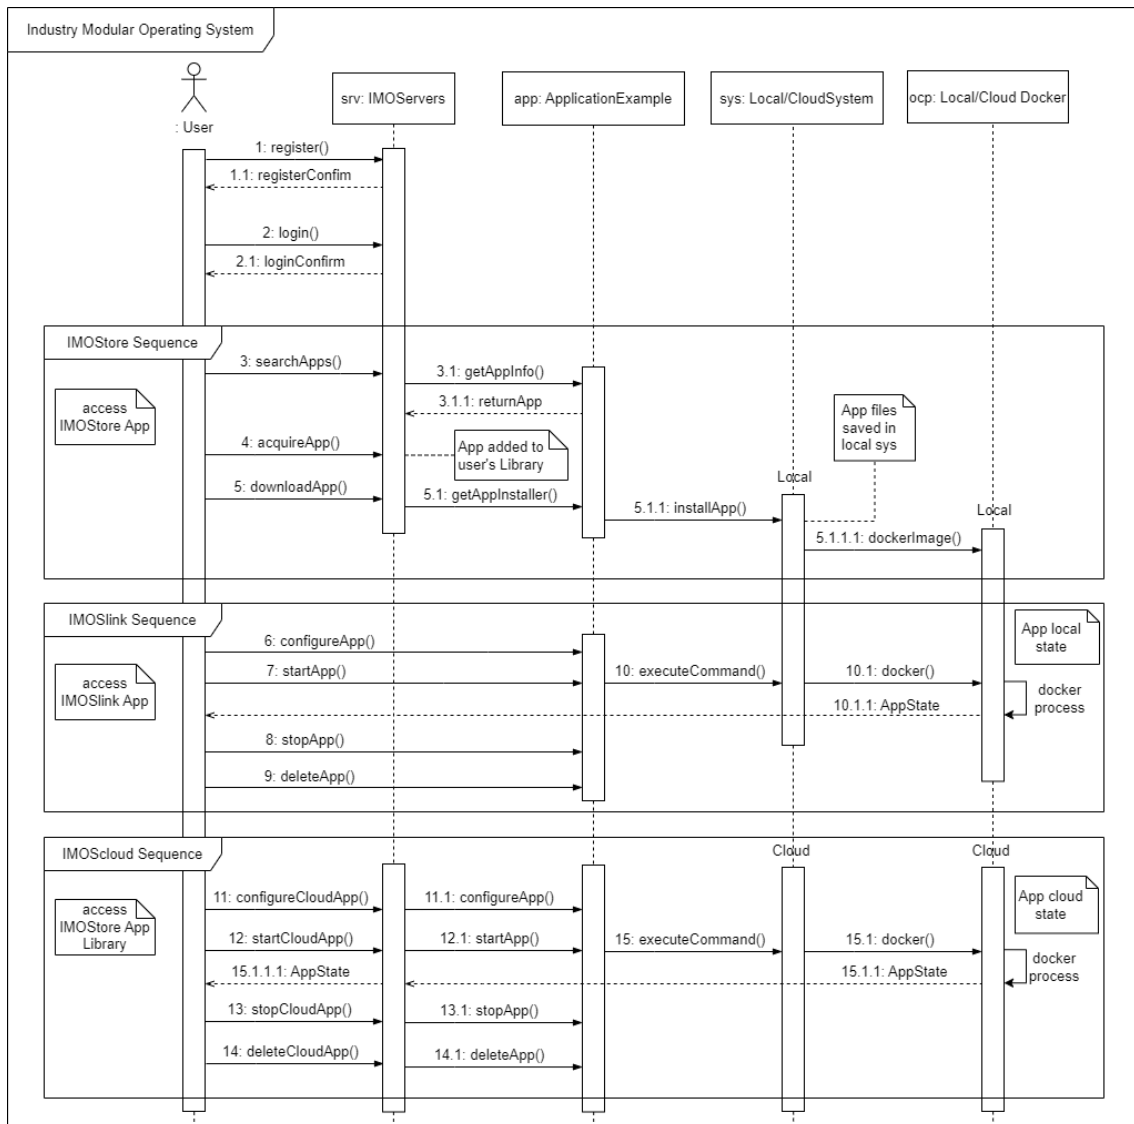 Industry Modular Operating System
: User
srv: IMOServers
app: ApplicationExample
sys: Local/CloudSystem
ocp: Local/Cloud Docker
1: register()
1.1: registerConfim
2: login()
2.1: loginConfirm
IMOStore Sequence
access
IMOStore App
3: searchApps()
3.1: getAppInfo()
3.1.1: returnApp
4: acquireApp()
App added to
user's Library
App files
saved in
local sys
5: downloadApp()
5.1: getAppInstaller()
Local
5.1.1: installApp()
Local
5.1.1.1: dockerImage()
IMOSlink Sequence
access
IMOSlink App
App local
state
6: configureApp()
7: startApp()
10: executeCommand()
10.1: docker()
docker
process
10.1.1: AppState
8: stopApp()
9: deleteApp()
IMOScloud Sequence
Cloud
Cloud
access
IMOStore App
Library
App cloud
state
11: configureCloudApp()
11.1: configureApp()
12: startCloudApp()
12.1: startApp()
15: executeCommand()
15.1: docker()
docker
process
15.1.1.1: AppState
15.1.1: AppState
13: stopCloudApp()
13.1: stopApp()
14: deleteCloudApp()
14.1: deleteApp()